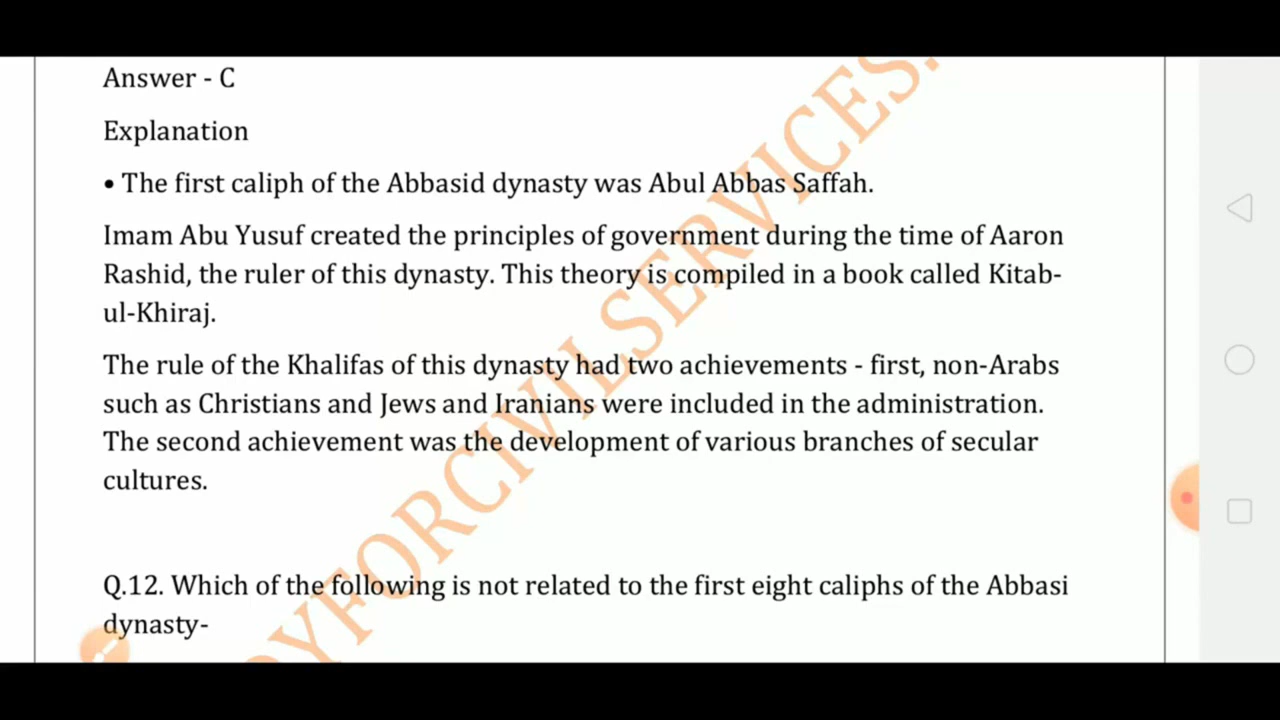 Answer - C
Explanation
• The first caliph of the Abbasid dynasty was Abul Abbas Saffah.
Imam Abu Yusuf created the principles of government during the time of Aaron
Rashid, the ruler of this dynasty. This theory is compiled in a book called Kitab-
ul-Khiraj.
The rule of the Khalifas of this dynasty had two achievements - first, non-Arabs
such as Christians and Jews and Iranians were included in the administration.
The second achievement was the development of various branches of secular
cultures.
Q.12. Which of the following is not related to the first eight caliphs of the Abbasi
dynasty-
DYFORCIVILSERVICES.